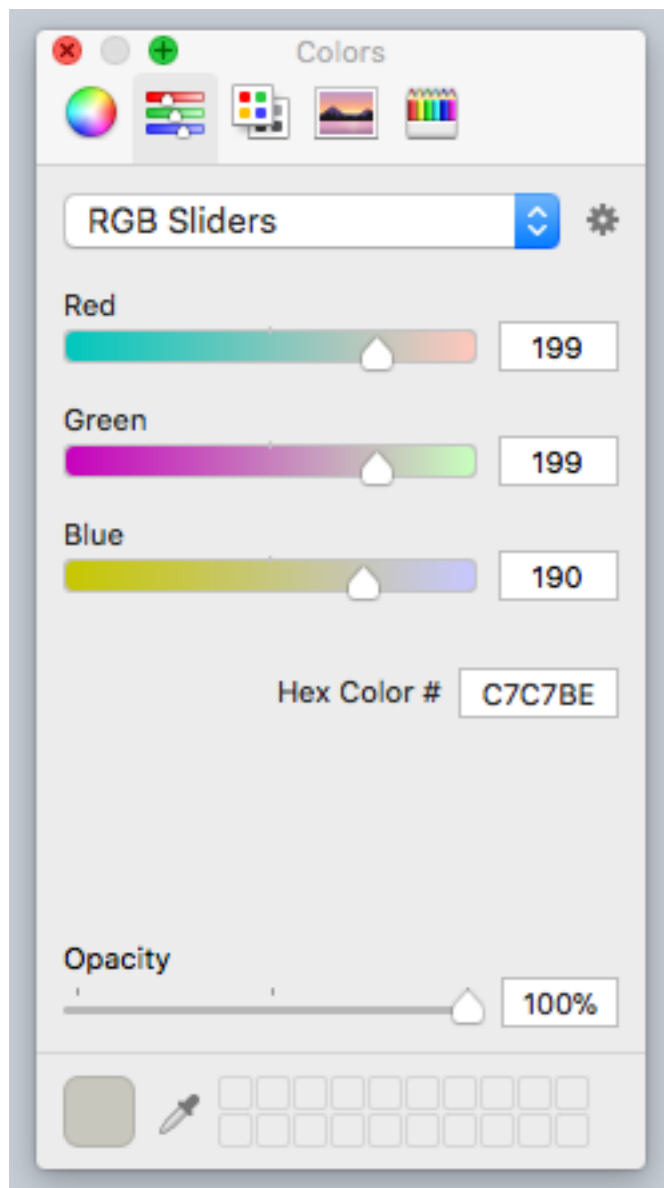 Colors
RGB Sliders
Red
199
Green
199
Blue
190
Hex Color # C7C7BE
Opacity
100%